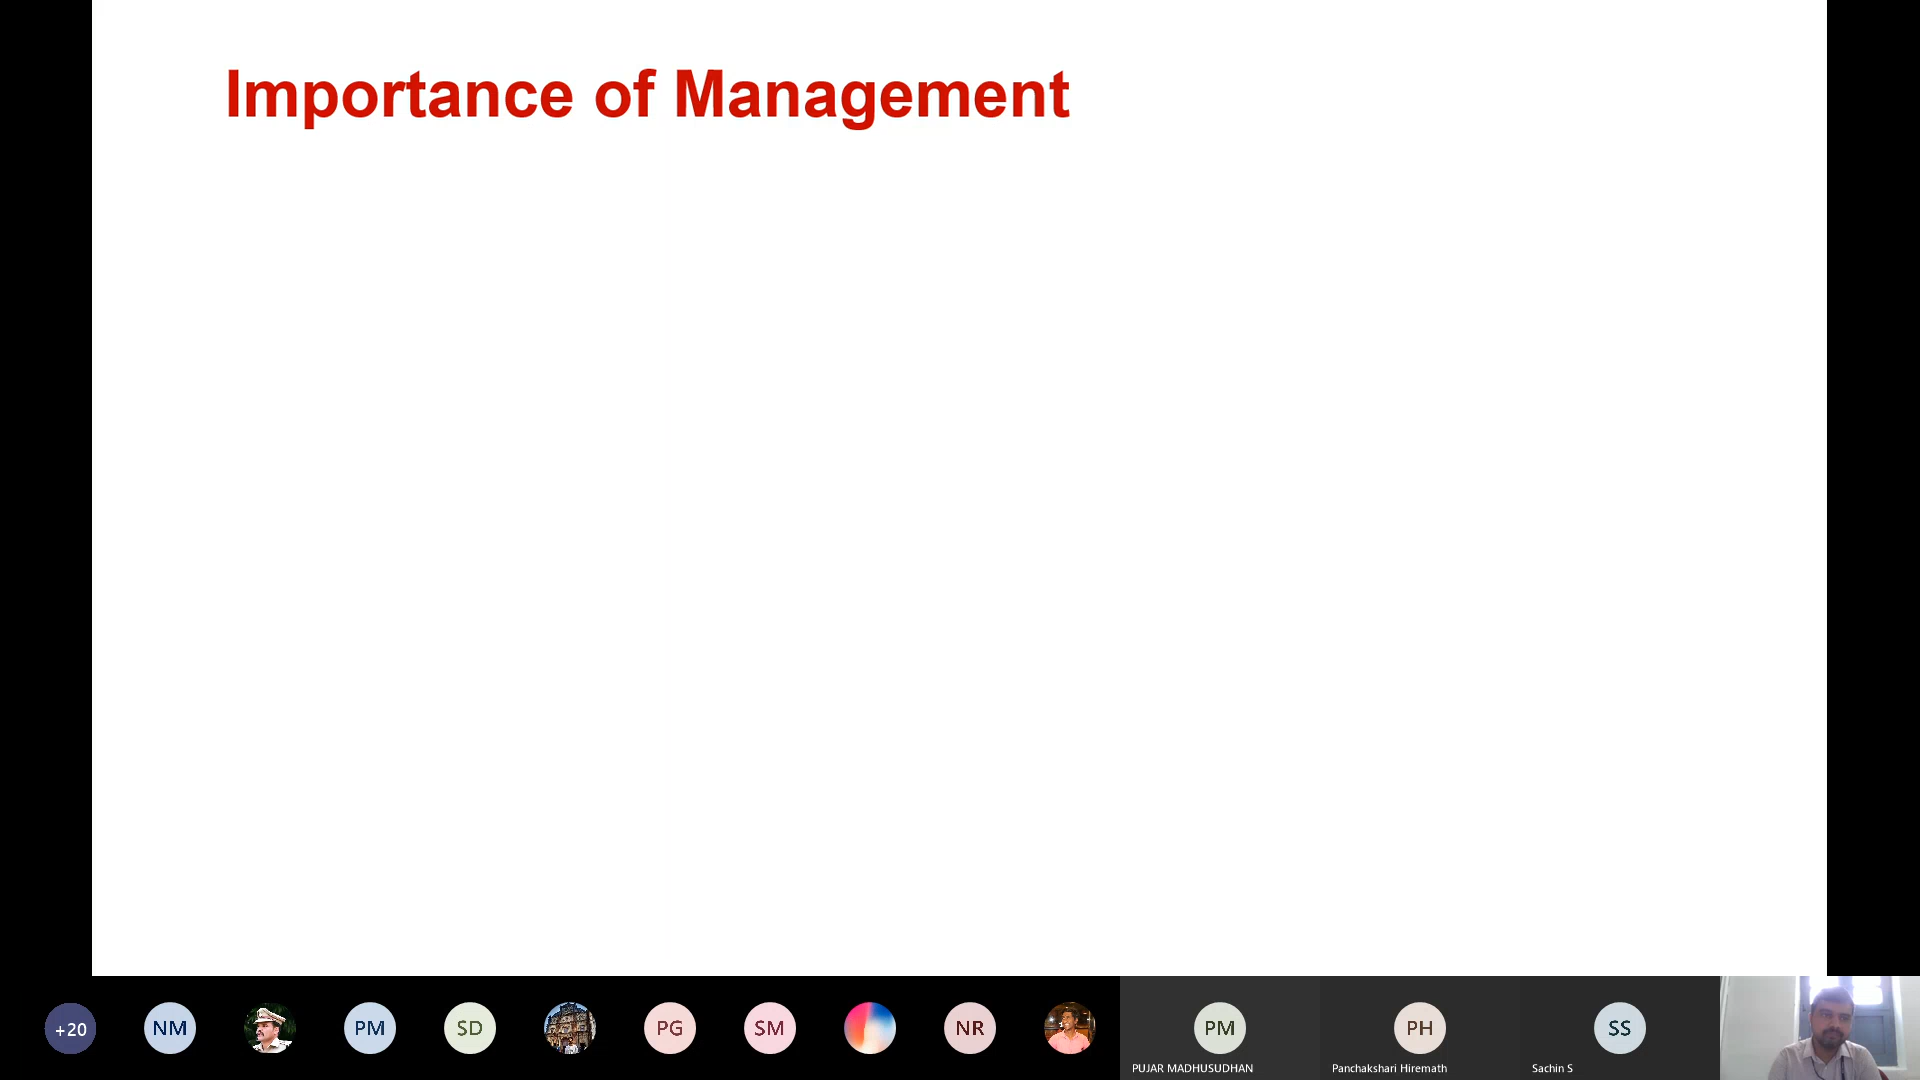 Importance of Management
+20
NM
PM
SD
PG
SM
NR
PM
PH
SS
PUJAR MADHUSUDHAN
Panchakshari Hiremath
Sachin S